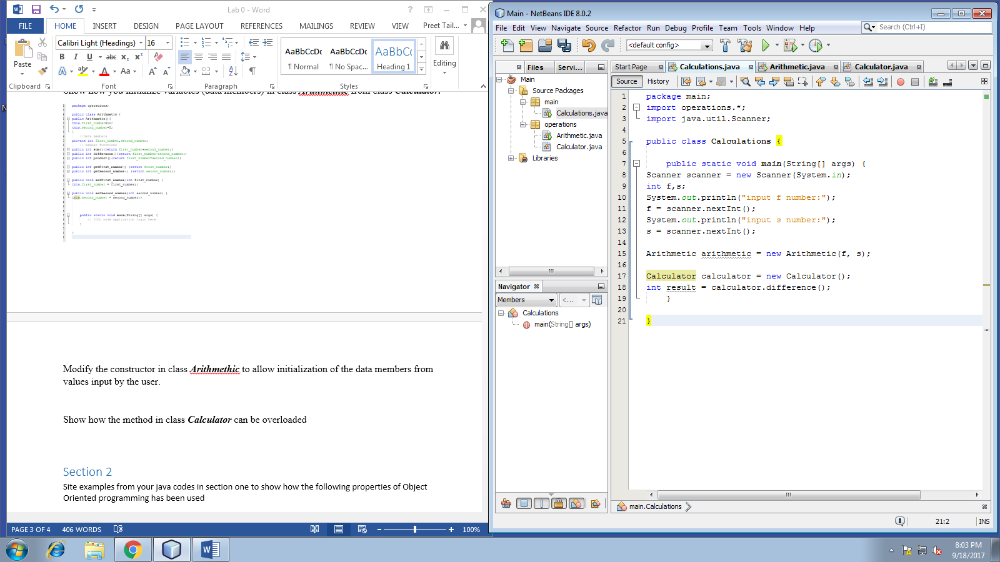 Lab 0 - Word
FILE HOME INSERT DESIGN PAGE LAYOUT REFERENCES MAILINGS REVIEW VIEW Preet Tail...
Calibri Light (Headings) 16
Paste
B I U abc x₂ x²
A ab A Aa A A
AaBbCcDc AaBbCcDc AaBbC
¶ Normal ¶ No Spac... Heading 1
Editing
Clipboard Font Paragraph Styles
Show how you initialize variables (data members) in class Arithmethic from class Calculator.
package operations;
public class Arithmetic {
public Arithmetic(){
this.first_number=10;
this.second_number=5;
}
//data members
private int first_number,second_number;
// member functions
public int sum(){return first_number+second_number;}
public int difference(){return first_number-second_number;}
public int product(){return first_number*second_number;}
public int getFirst_number() {return first_number;}
public int getSecond_number() {return second_number;}
public void setFirst_number(int first_number) {
this.first_number = first_number;}
public void setSecond_number(int second_number) {
this.second_number = second_number;}
public static void main(String[] args) {
// TODO code application logic here
}
}
Modify the constructor in class Arithmethic to allow initialization of the data members from
values input by the user.
Show how the method in class Calculator can be overloaded
Section 2
Site examples from your java codes in section one to show how the following properties of Object
Oriented programming has been used
PAGE 3 OF 4 406 WORDS 100%
Main - NetBeans IDE 8.0.2
File Edit View Navigate Source Refactor Run Debug Profile Team Tools Window Help
Search (Ctrl+I)
<default config>
Files Servi...
Main
Source Packages
main
Calculations.java
operations
Arithmetic.java
Calculator.java
Libraries
Navigator
Members <...
Calculations
main(String[] args)
Start Page Calculations.java Arithmetic.java Calculator.java
Source History
1 package main;
2 import operations.*;
3 import java.util.Scanner;
4
5 public class Calculations {
6
7 public static void main(String[] args) {
8 Scanner scanner = new Scanner(System.in);
9 int f,s;
10 System.out.println("input f number:");
11 f = scanner.nextInt();
12 System.out.println("input s number:");
13 s = scanner.nextInt();
14
15 Arithmetic arithmetic = new Arithmetic(f, s);
16
17 Calculator calculator = new Calculator();
18 int result = calculator.difference();
19 }
20
21 }
main.Calculations
1 21:2 INS
8:03 PM
9/18/2017